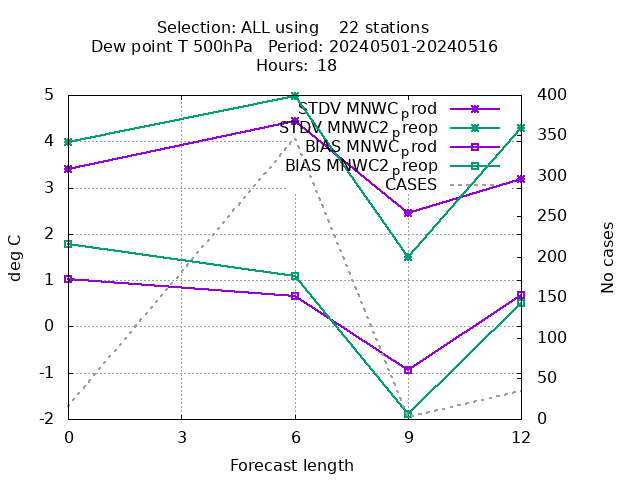 Selection: ALL using    22 stations
Dew point T 500hPa   Period: 20240501-20240516
Hours:  18
STDV MNWC_prod
STDV MNWC2_preop
BIAS MNWC_prod
BIAS MNWC2_preop
CASES
5
4
3
2
1
0
-1
-2
deg C
400
350
300
250
200
150
100
50
0
No cases
0 3 6 9 12
Forecast length